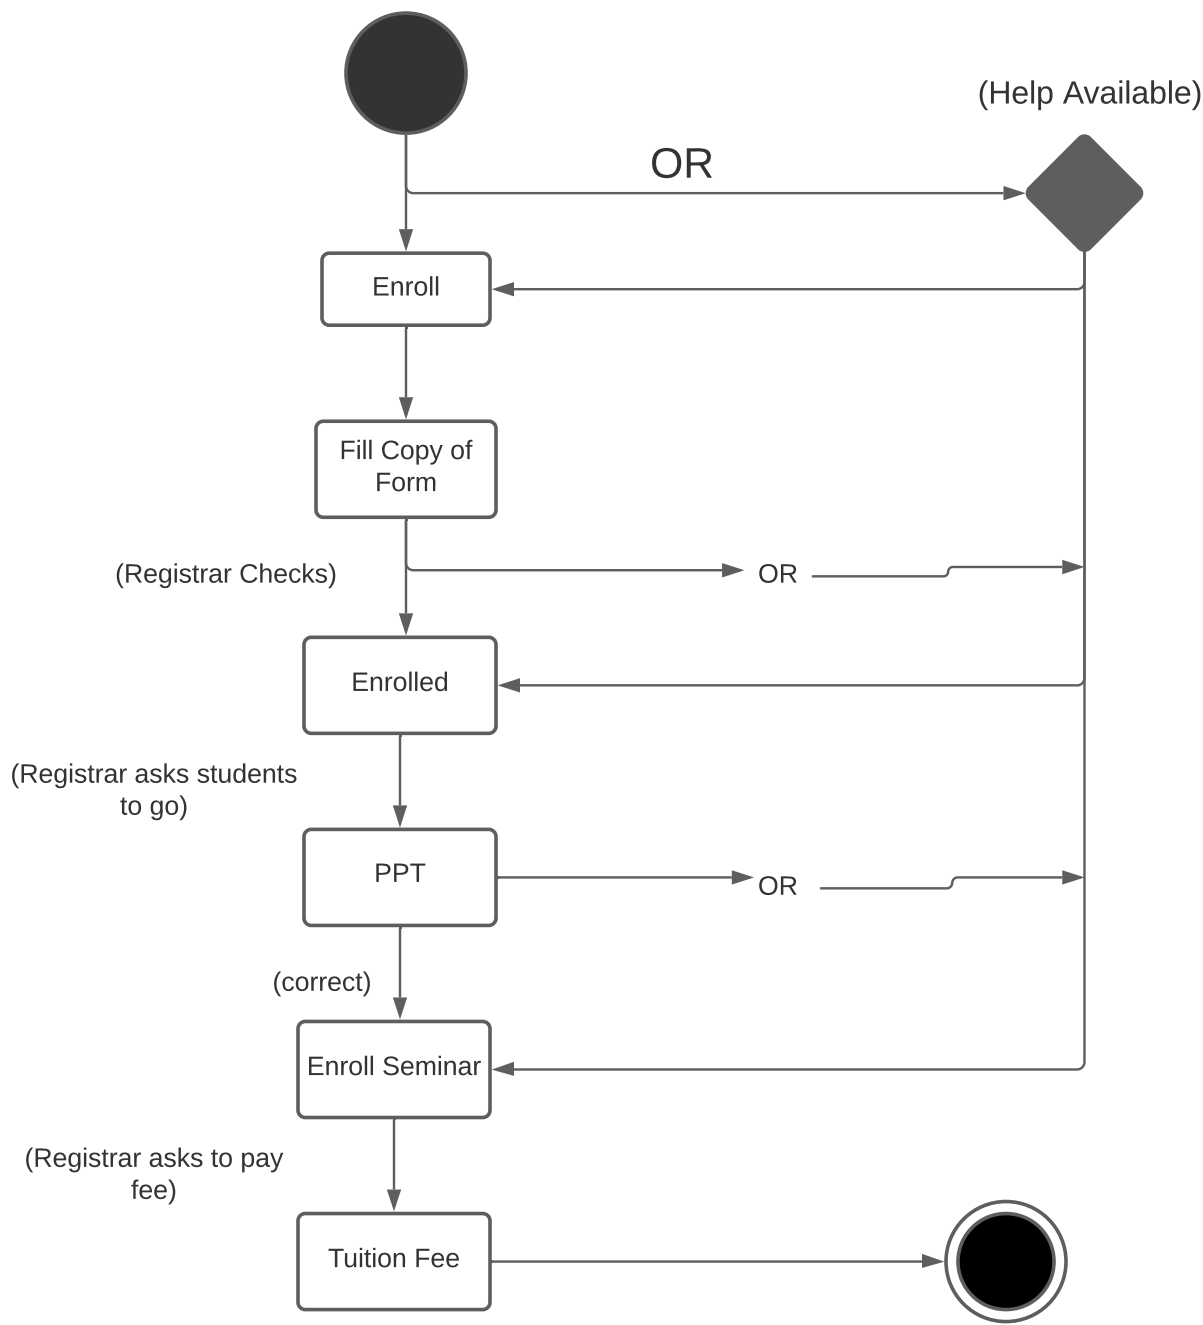 (Help Available)
OR
Enroll
Fill Copy of
Form
(Registrar Checks)
OR
Enrolled
(Registrar asks students
to go)
PPT
OR
(correct)
Enroll Seminar
(Registrar asks to pay
fee)
Tuition Fee